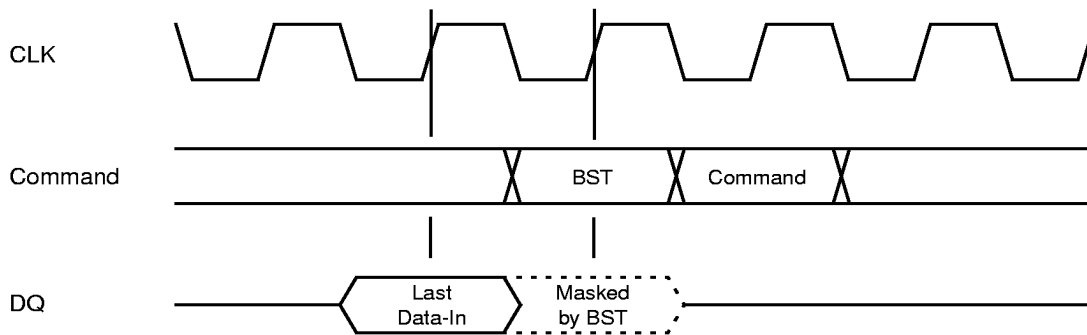 CLK
Command
BST
Command
DQ
Last
Data-In
Masked
by BST